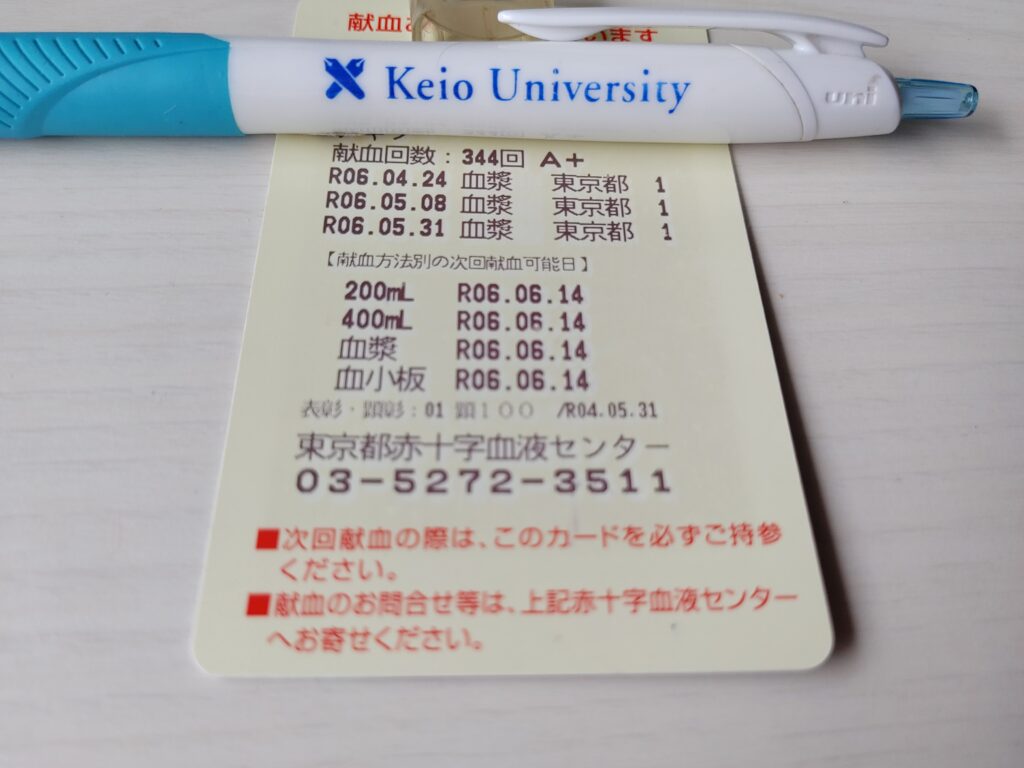 献血
います
Keio University
uni
献血回数：344回 A+
R06.04.24 血漿 東京都 1
R06.05.08 血漿 東京都 1
R06.05.31 血漿 東京都 1
【献血方法別の次回献血可能日】
200mL R06.06.14
400mL R06.06.14
血漿 R06.06.14
血小板 R06.06.14
表彰・顕彰：01 顕100 /R04.05.31
東京都赤十字血液センター
03-5272-3511
■次回献血の際は、このカードを必ずご持参
ください。
■献血のお問合せ等は、上記赤十字血液センター
へお寄せください。